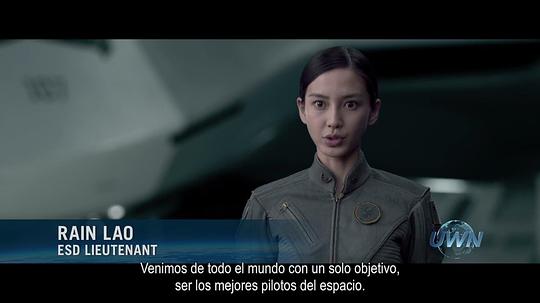 RAIN LAO
ESD LIEUTENANT
UWN
Venimos de todo el mundo con un solo objetivo,
ser los mejores pilotos del espacio.